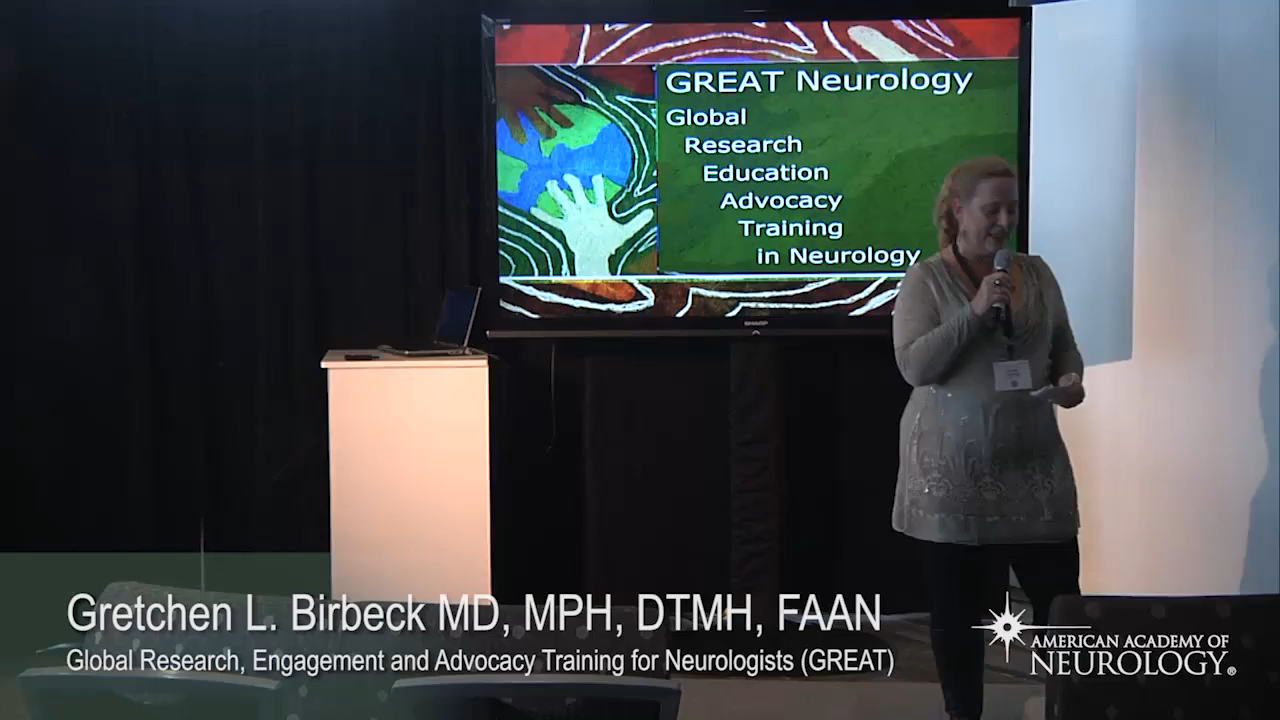 GREAT Neurology
Global
Research
Education
Advocacy
Training
in Neurology
SHARP
Gretchen L. Birbeck MD, MPH, DTMH, FAAN
Global Research, Engagement and Advocacy Training for Neurologists (GREAT)
AMERICAN ACADEMY OF
NEUROLOGY®